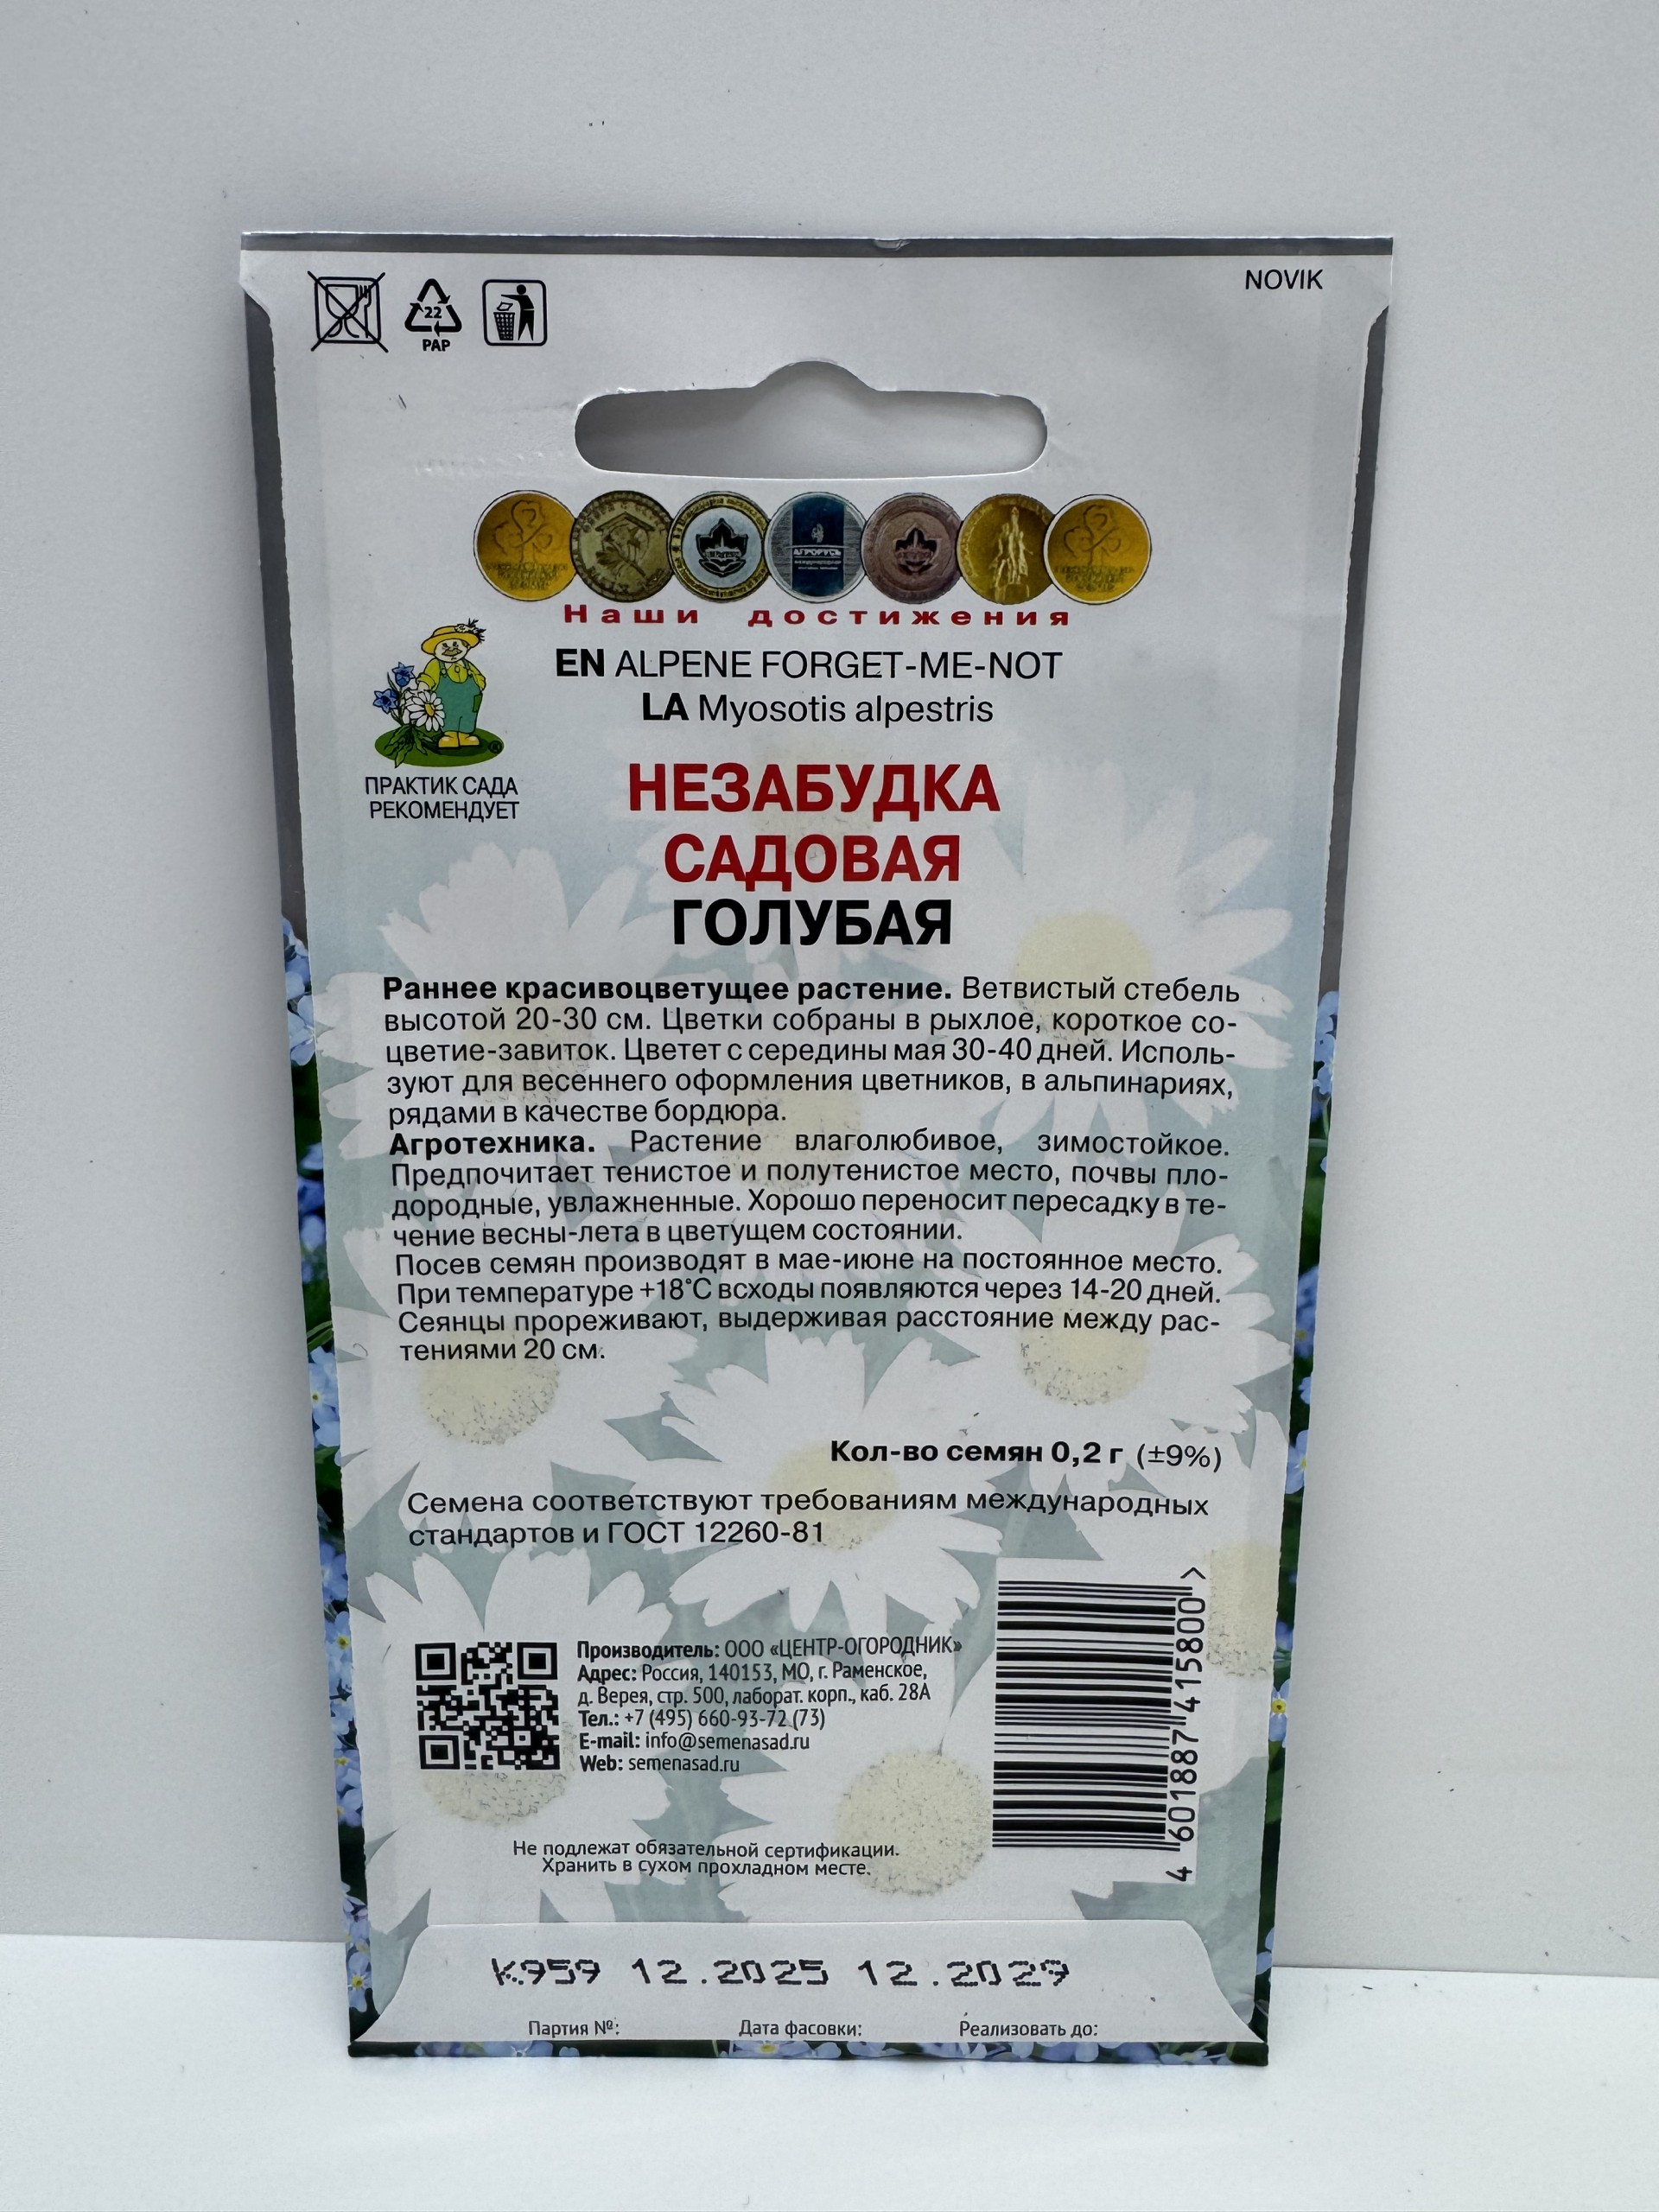 NOVIK
22
PAP
АГРОРУСЬ
Наши достижения
EN ALPENE FORGET-ME-NOT
LA Myosotis alpestris
ПРАКТИК САДА
РЕКОМЕНДУЕТ
НЕЗАБУДКА
САДОВАЯ
ГОЛУБАЯ
Раннее красивоцветущее растение. Ветвистый стебель
высотой 20-30 см. Цветки собраны в рыхлое, короткое со-
цветие-завиток. Цветет с середины мая 30-40 дней. Исполь-
зуют для весеннего оформления цветников, в альпинариях,
рядами в качестве бордюра.
Агротехника. Растение влаголюбивое, зимостойкое.
Предпочитает тенистое и полутенистое место, почвы пло-
дородные, увлажненные. Хорошо переносит пересадку в те-
чение весны-лета в цветущем состоянии.
Посев семян производят в мае-июне на постоянное место.
При температуре +18°С всходы появляются через 14-20 дней.
Сеянцы прореживают, выдерживая расстояние между рас-
тениями 20 см.
Кол-во семян 0,2 г (±9%)
Семена соответствуют требованиям международных
стандартов и ГОСТ 12260-81
Производитель: ООО «ЦЕНТР-ОГОРОДНИК»
Адрес: Россия, 140153, МО, г. Раменское,
д. Верея, стр. 500, лаборат. корп., каб. 28А
Тел.: +7 (495) 660-93-72 (73)
E-mail: info@semenasad.ru
Web: semenasad.ru
4 601887 415800 >
Не подлежат обязательной сертификации.
Хранить в сухом прохладном месте.
К959 12.2025 12.2029
Партия №: Дата фасовки: Реализовать до: